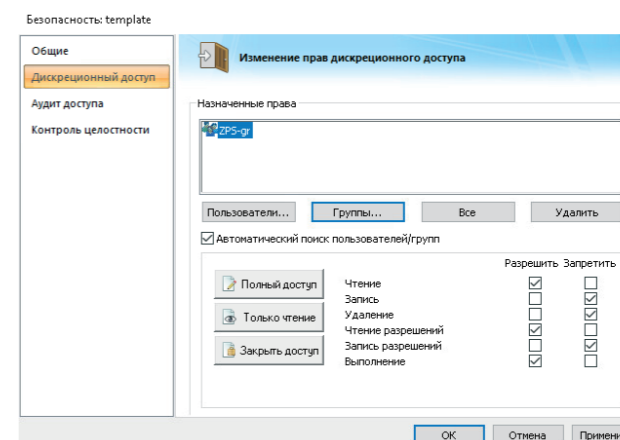 Безопасность: template
Общие
Дискреционный доступ
Аудит доступа
Контроль целостности
Изменение прав дискреционного доступа
Назначенные права
ZPS-gr
Пользователи... Группы... Все Удалить
Автоматический поиск пользователей/групп
Разрешить Запретить
Полный доступ
Только чтение
Закрыть доступ
Чтение
Запись
Удаление
Чтение разрешений
Запись разрешений
Выполнение
ОК Отмена Примени